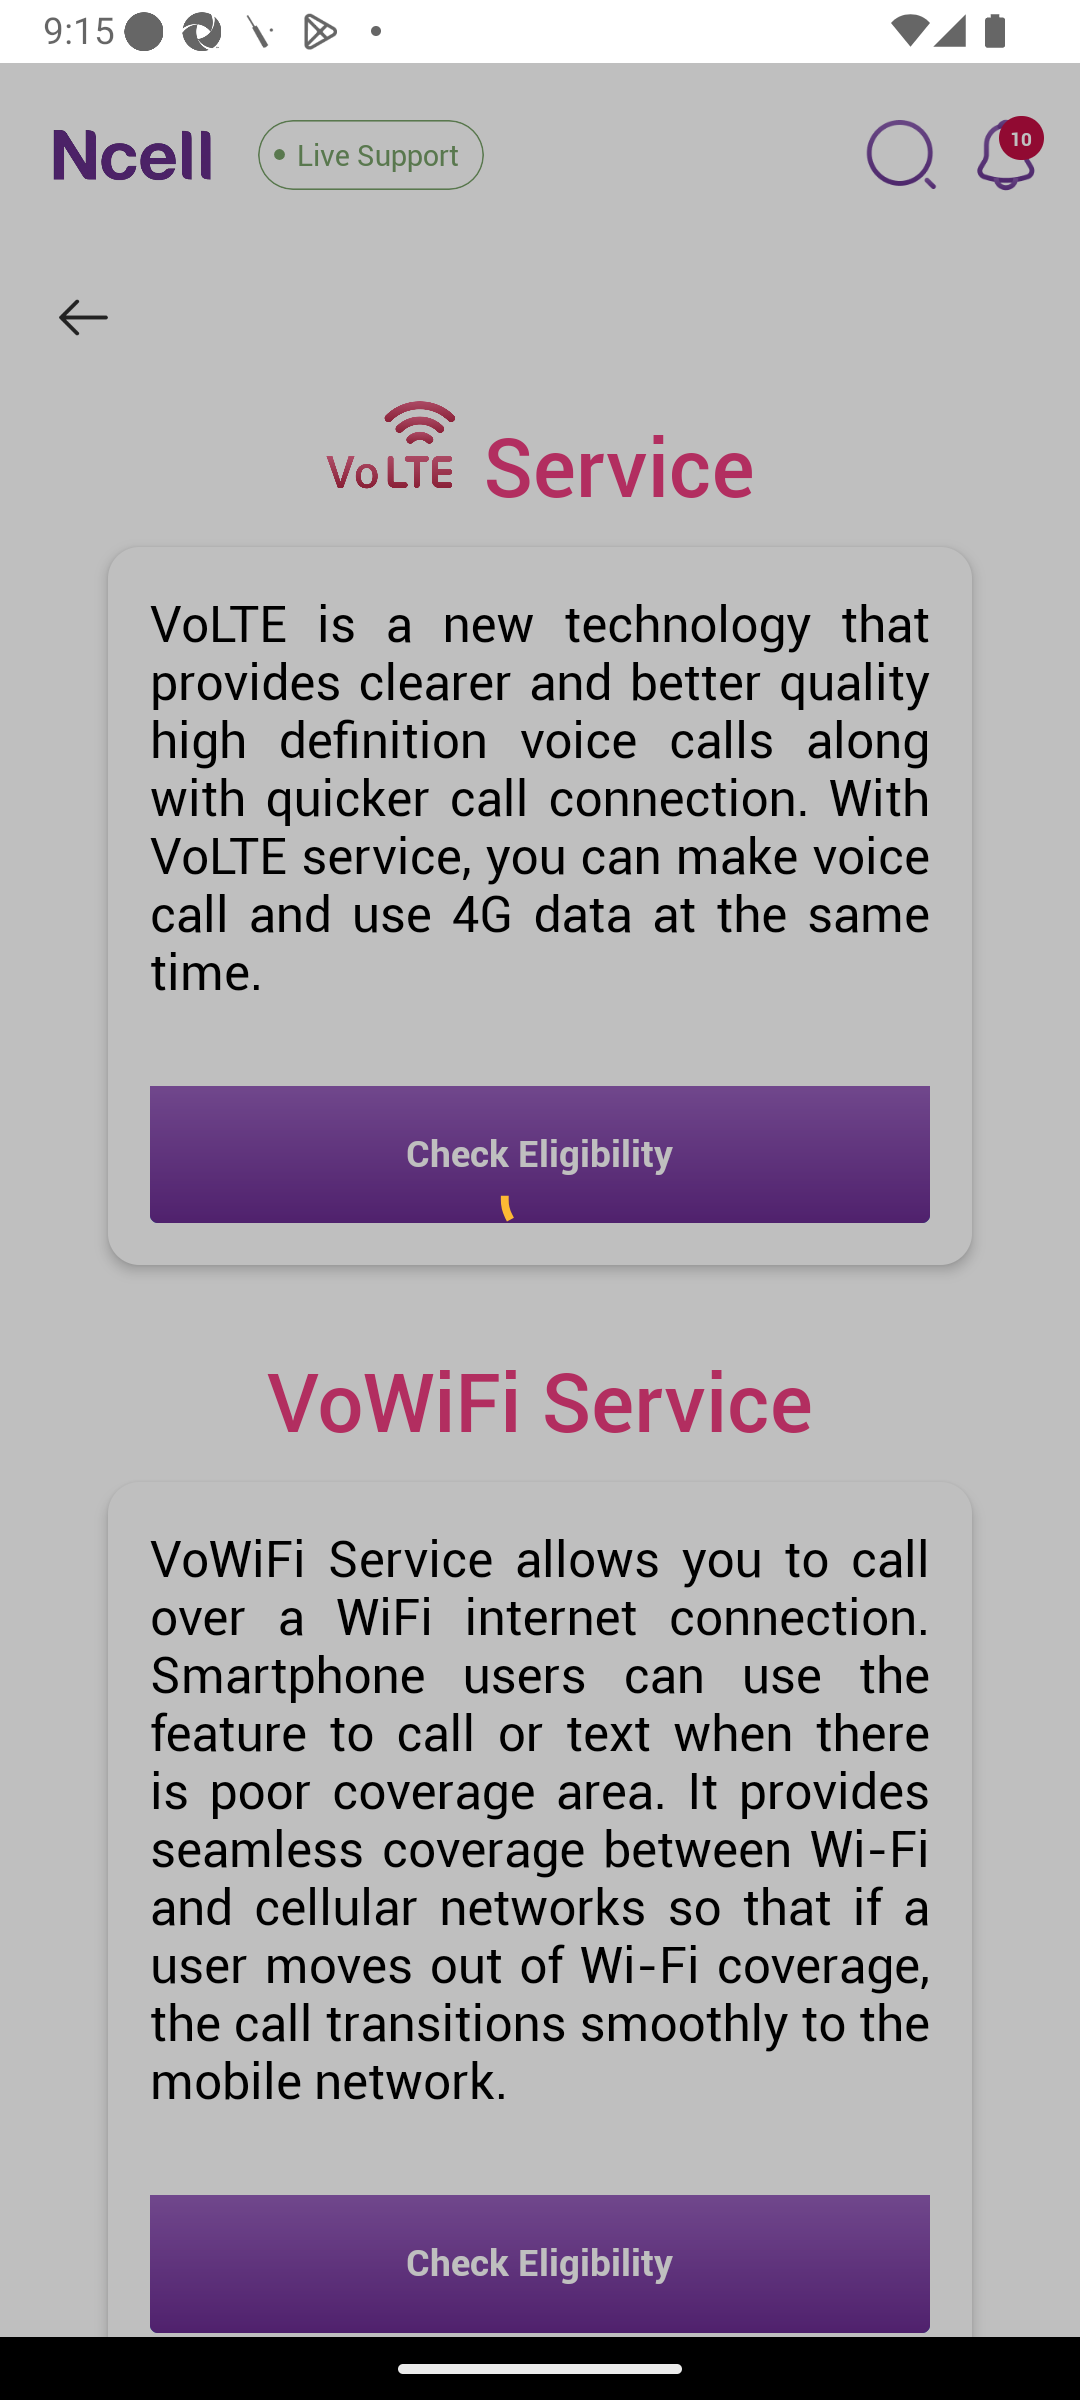 9:15
Ncell
Live Support
10
VoLTE Service
VoLTE is a new technology that
provides clearer and better quality
high definition voice calls along
with quicker call connection. With
VoLTE service, you can make voice
call and use 4G data at the same
time.
Check Eligibility
VoWiFi Service
VoWiFi Service allows you to call
over a WiFi internet connection.
Smartphone users can use the
feature to call or text when there
is poor coverage area. It provides
seamless coverage between Wi-Fi
and cellular networks so that if a
user moves out of Wi-Fi coverage,
the call transitions smoothly to the
mobile network.
Check Eligibility